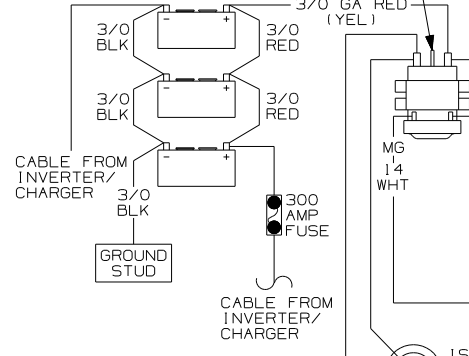 3/0 GA RED
(YEL)
3/0
BLK
3/0
RED
- +
3/0
BLK
3/0
RED
- +
- +
CABLE FROM
INVERTER/
CHARGER
3/0
BLK
MG
14
WHT
300
AMP
FUSE
GROUND
STUD
CABLE FROM
INVERTER/
CHARGER